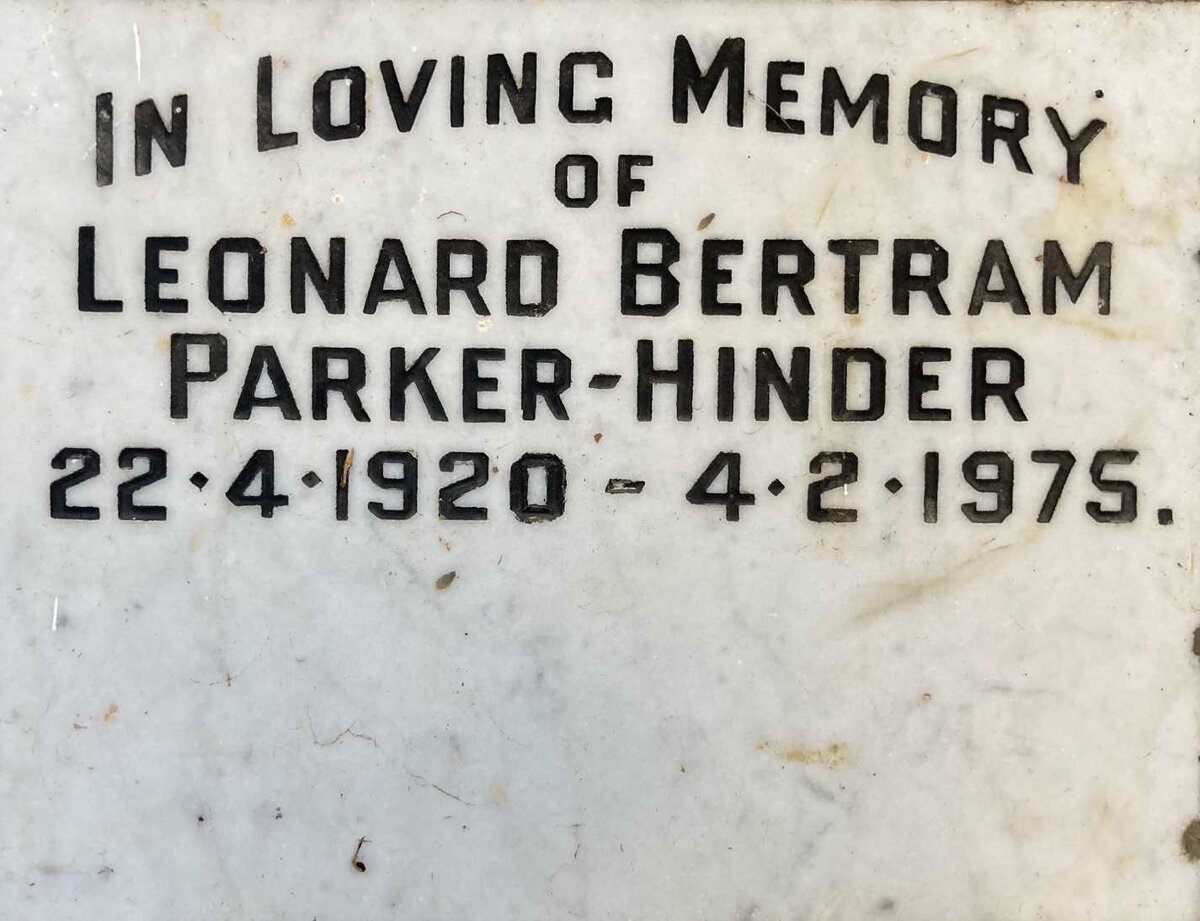 IN LOVING MEMORY
OF
LEONARD BERTRAM
PARKER-HINDER
22·4·1920 - 4·2·1975.